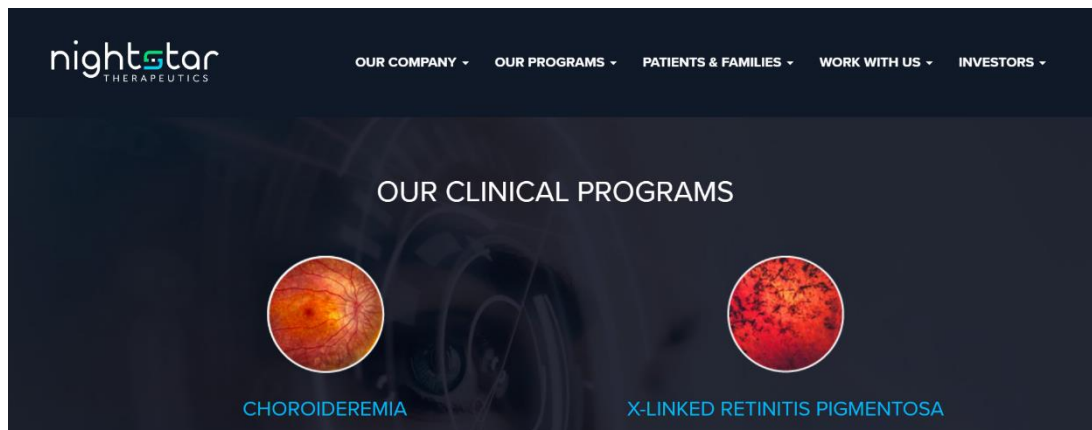 nightstar
THERAPEUTICS
OUR COMPANY
OUR PROGRAMS
PATIENTS & FAMILIES
WORK WITH US
INVESTORS
OUR CLINICAL PROGRAMS
CHOROIDEREMIA
X-LINKED RETINITIS PIGMENTOSA